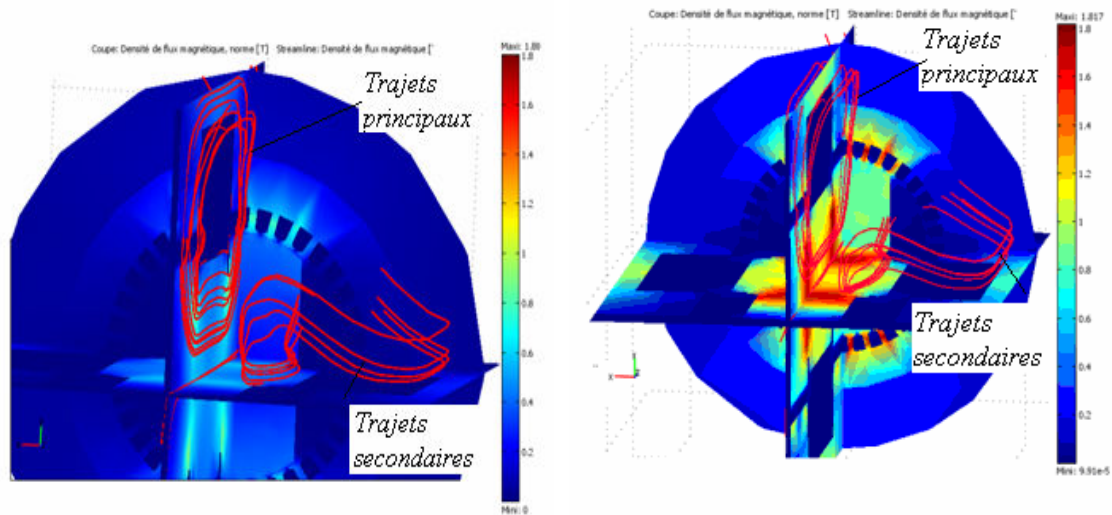 Coupe: Densité de flux magnétique, norme [T] Streamline: Densité de flux magnétique ['
Maxi: 1.80
1.8
1.6
1.4
1.2
1
0.8
0.6
0.4
0.2
Mini: 0
Trajets
principaux
Trajets
secondaires
Coupe: Densité de flux magnétique, norme [T] Streamline: Densité de flux magnétique ['
Maxi: 1.817
1.8
1.6
1.4
1.2
1
0.8
0.6
0.4
0.2
Mini: 9.91e-5
Trajets
principaux
Trajets
secondaires
X
Z